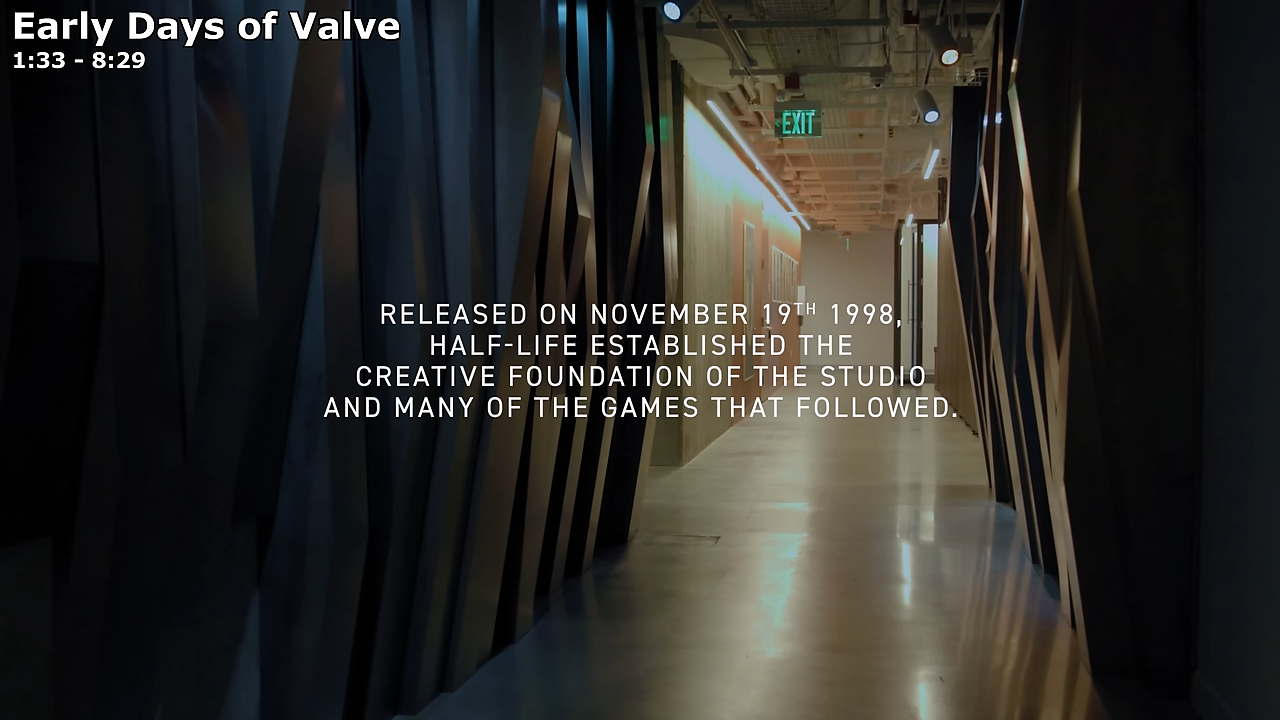 Early Days of Valve
1:33 - 8:29
EXIT
RELEASED ON NOVEMBER 19TH 1998,
HALF-LIFE ESTABLISHED THE
CREATIVE FOUNDATION OF THE STUDIO
AND MANY OF THE GAMES THAT FOLLOWED.